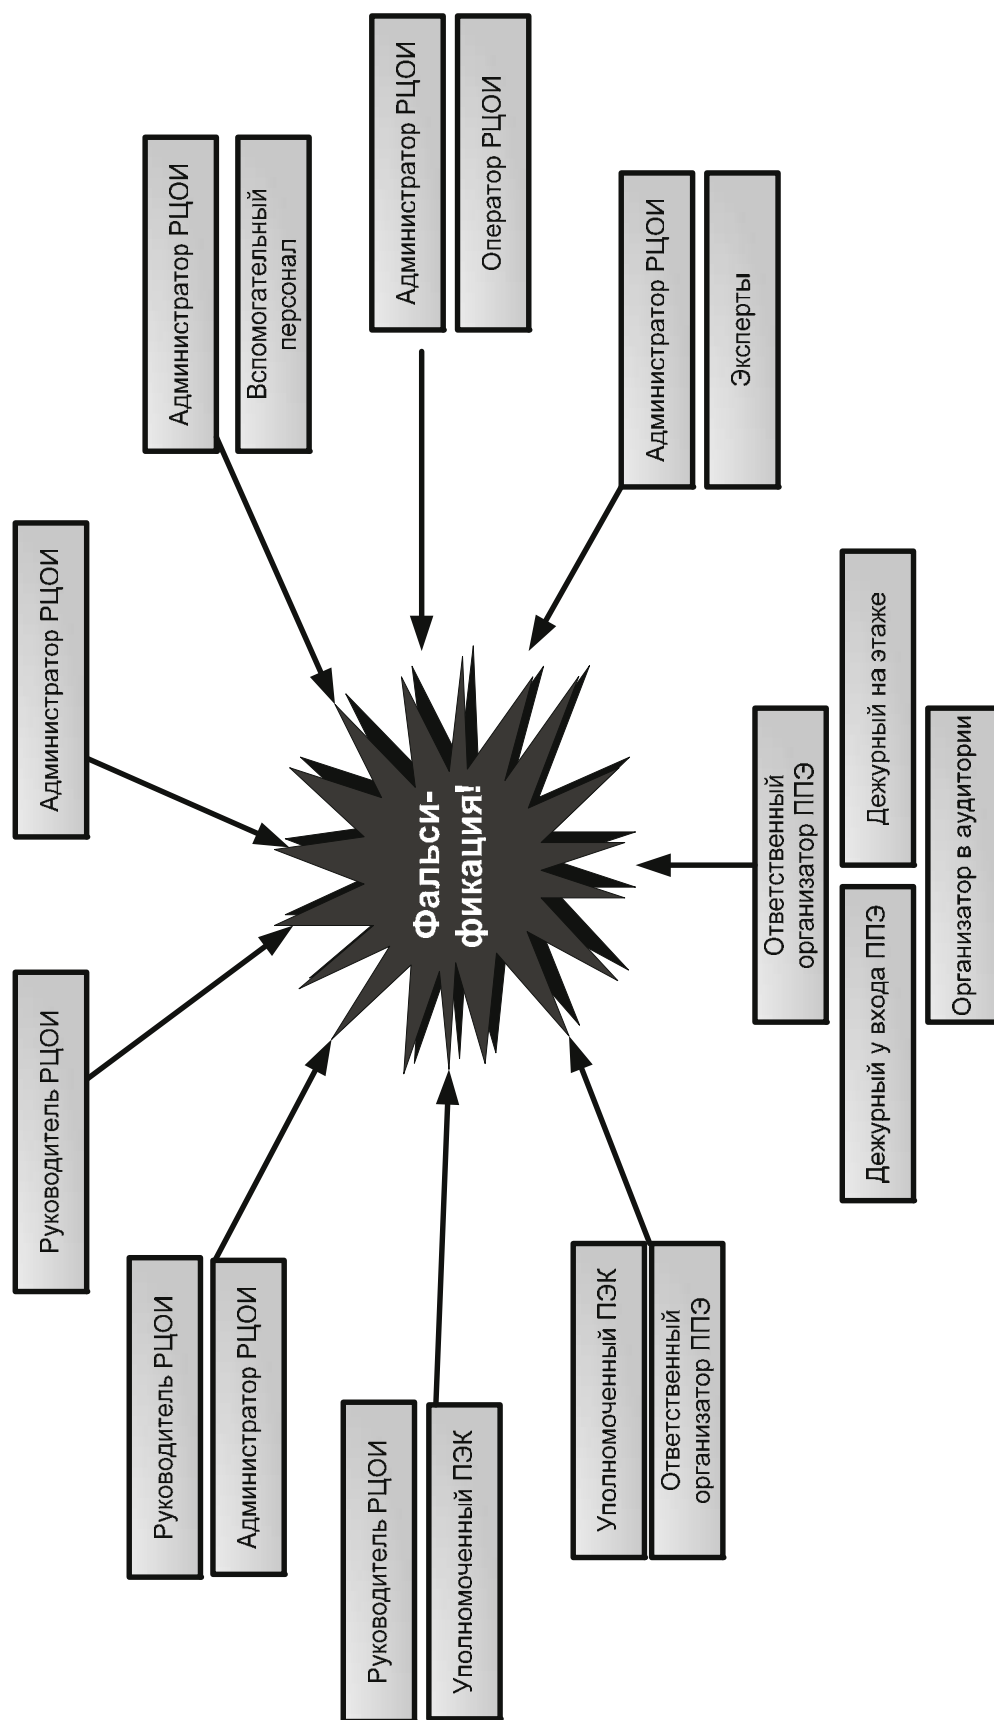 Руководитель РЦОИ
Администратор РЦОИ
Руководитель РЦОИ
Администратор РЦОИ
Администратор РЦОИ
Вспомогательный
персонал
Руководитель РЦОИ
Уполномоченный ПЭК
Фальси-
фикация!
Администратор РЦОИ
Оператор РЦОИ
Уполномоченный ПЭК
Ответственный
организатор ППЭ
Администратор РЦОИ
Эксперты
Ответственный
организатор ППЭ
Дежурный у входа ППЭ
Дежурный на этаже
Организатор в аудитории